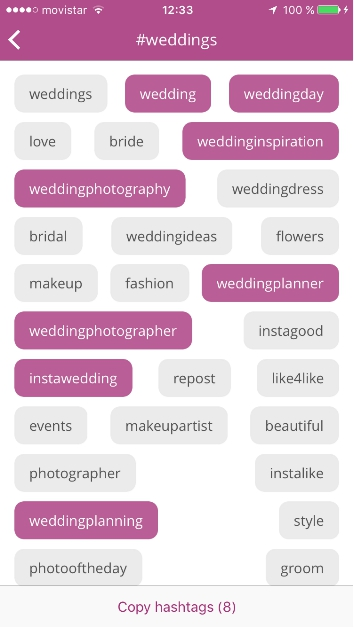 movistar 12:33 100 %
#weddings
weddings wedding weddingday
love bride weddinginspiration
weddingphotography weddingdress
bridal weddingideas flowers
makeup fashion weddingplanner
weddingphotographer instagood
instawedding repost like4like
events makeupartist beautiful
photographer instalike
weddingplanning style
photooftheday groom
Copy hashtags (8)